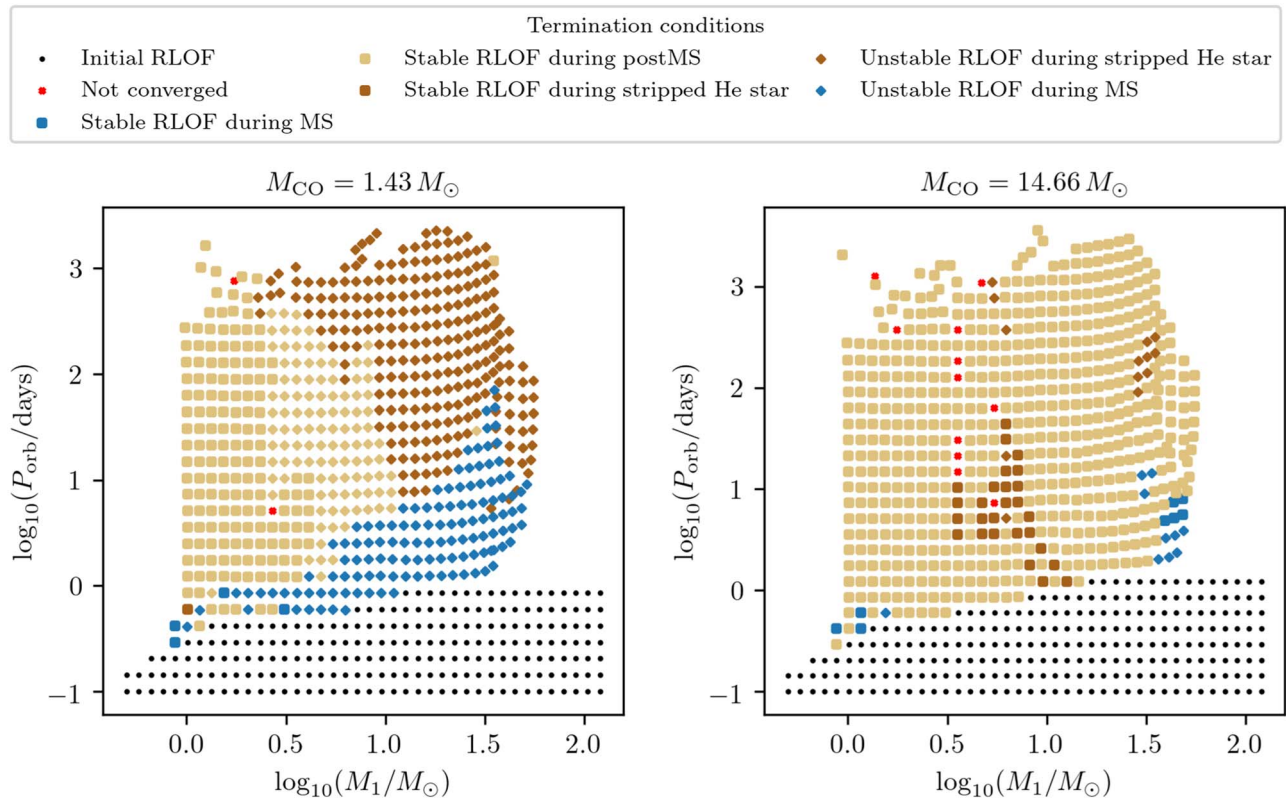 Termination conditions
Initial RLOF
Stable RLOF during postMS
Unstable RLOF during stripped He star
Not converged
Stable RLOF during stripped He star
Unstable RLOF during MS
Stable RLOF during MS
M_CO = 1.43 M_⊙
M_CO = 14.66 M_⊙
log₁₀(P_orb/days)
3
2
1
0
−1
0.0 0.5 1.0 1.5 2.0
log₁₀(M₁/M_⊙)
log₁₀(P_orb/days)
3
2
1
0
−1
0.0 0.5 1.0 1.5 2.0
log₁₀(M₁/M_⊙)